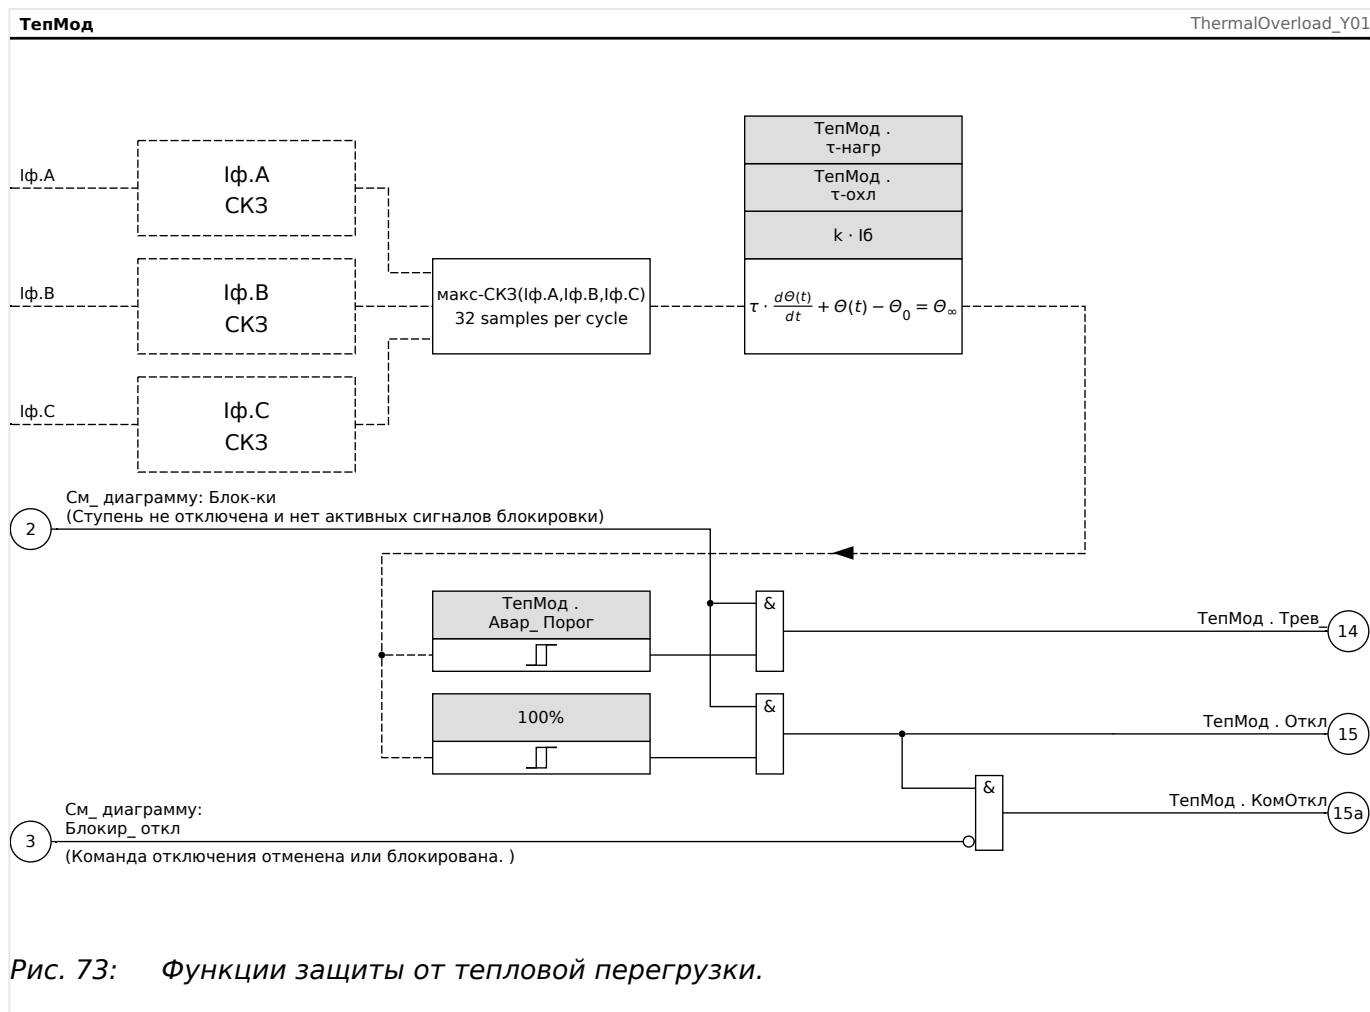 ТепМод
ThermalOverload_Y01
ТепМод .
τ-нагр
ТепМод .
τ-охл
k · Iб
τ · dΘ(t)/dt + Θ(t) − Θ₀ = Θ∞
Iф.A
Iф.A
СКЗ
Iф.B
Iф.B
СКЗ
Iф.C
Iф.C
СКЗ
макс-СКЗ(Iф.A,Iф.B,Iф.C)
32 samples per cycle
2
См_ диаграмму: Блок-ки
(Ступень не отключена и нет активных сигналов блокировки)
ТепМод .
Авар_ Порог
&
ТепМод . Трев_
14
100%
&
ТепМод . Откл
15
&
ТепМод . КомОткл
15a
3
См_ диаграмму:
Блокир_ откл
(Команда отключения отменена или блокирована. )
Рис. 73: Функции защиты от тепловой перегрузки.